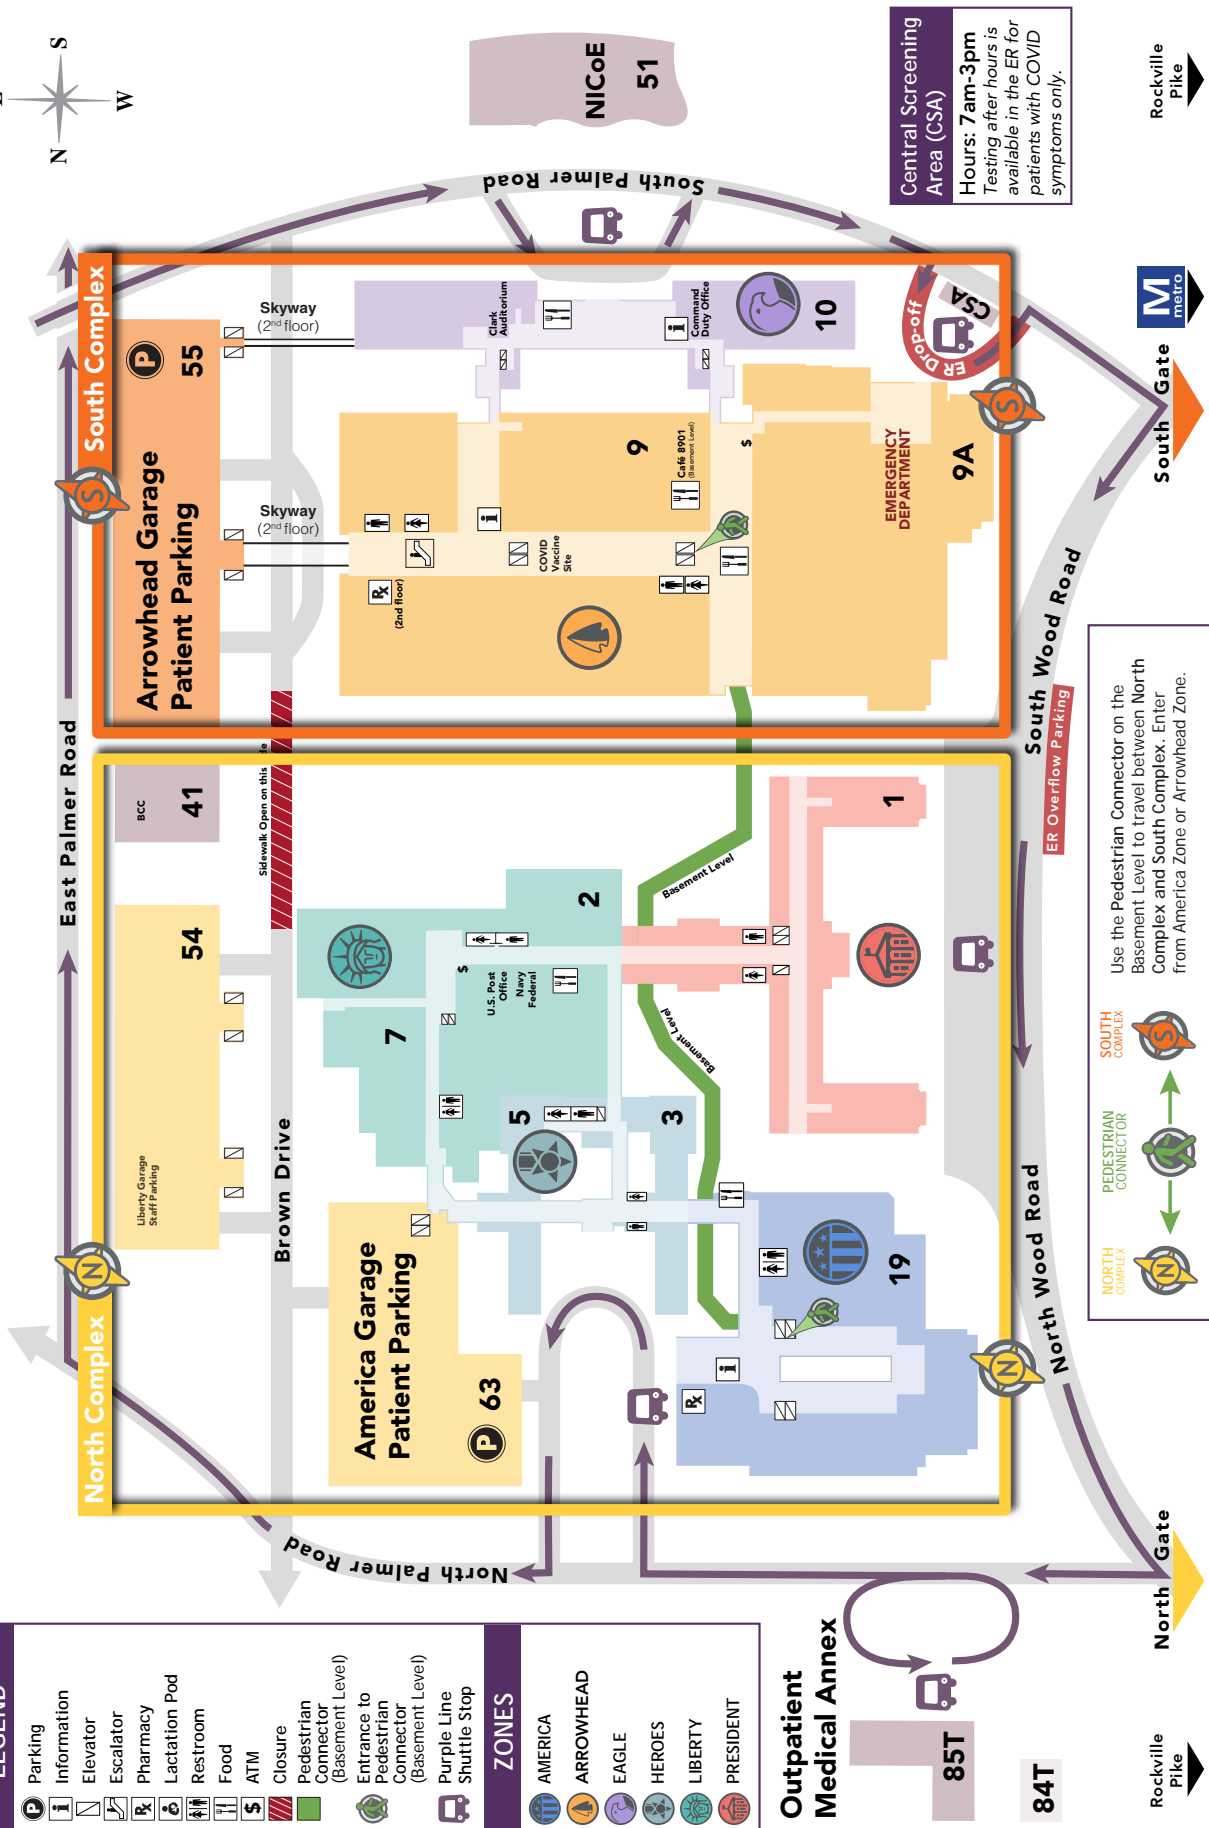 LEGEND
Parking
Information
Elevator
Escalator
Pharmacy
Lactation Pod
Restroom
Food
ATM
Closure
Pedestrian
Connector
(Basement Level)
Entrance to
Pedestrian
Connector
(Basement Level)
Purple Line
Shuttle Stop
P
i
Rx
$
ZONES
AMERICA
ARROWHEAD
EAGLE
HEROES
LIBERTY
PRESIDENT
Outpatient
Medical Annex
85T
84T
Rockville
Pike
North Gate
North Palmer Road
North Complex
N
America Garage
Patient Parking
P 63
Brown Drive
Liberty Garage
Staff Parking
54
BCC
41
East Palmer Road
Sidewalk Open on this
7
5
3
2
$
U.S. Post
Office
Navy
Federal
Basement Level
Basement Level
1
19
Rx
i
N
North Wood Road
South Wood Road
ER Overflow Parking
South Complex
S
Arrowhead Garage
Patient Parking
P
55
Skyway
(2nd floor)
Skyway
(2nd floor)
Rx
(2nd floor)
i
COVID
Vaccine
Site
9
Café 8901
(Basement Level)
$
Clark
Auditorium
i
Command
Duty Office
10
EMERGENCY
DEPARTMENT
9A
S
ER Drop-off
CSA
South Palmer Road
NICoE
51
N
S
W
Central Screening
Area (CSA)
Hours: 7am-3pm
Testing after hours is
available in the ER for
patients with COVID
symptoms only.
South Gate
M
metro
Rockville
Pike
NORTH
COMPLEX
N
PEDESTRIAN
CONNECTOR
SOUTH
COMPLEX
S
Use the Pedestrian Connector on the
Basement Level to travel between North
Complex and South Complex. Enter
from America Zone or Arrowhead Zone.